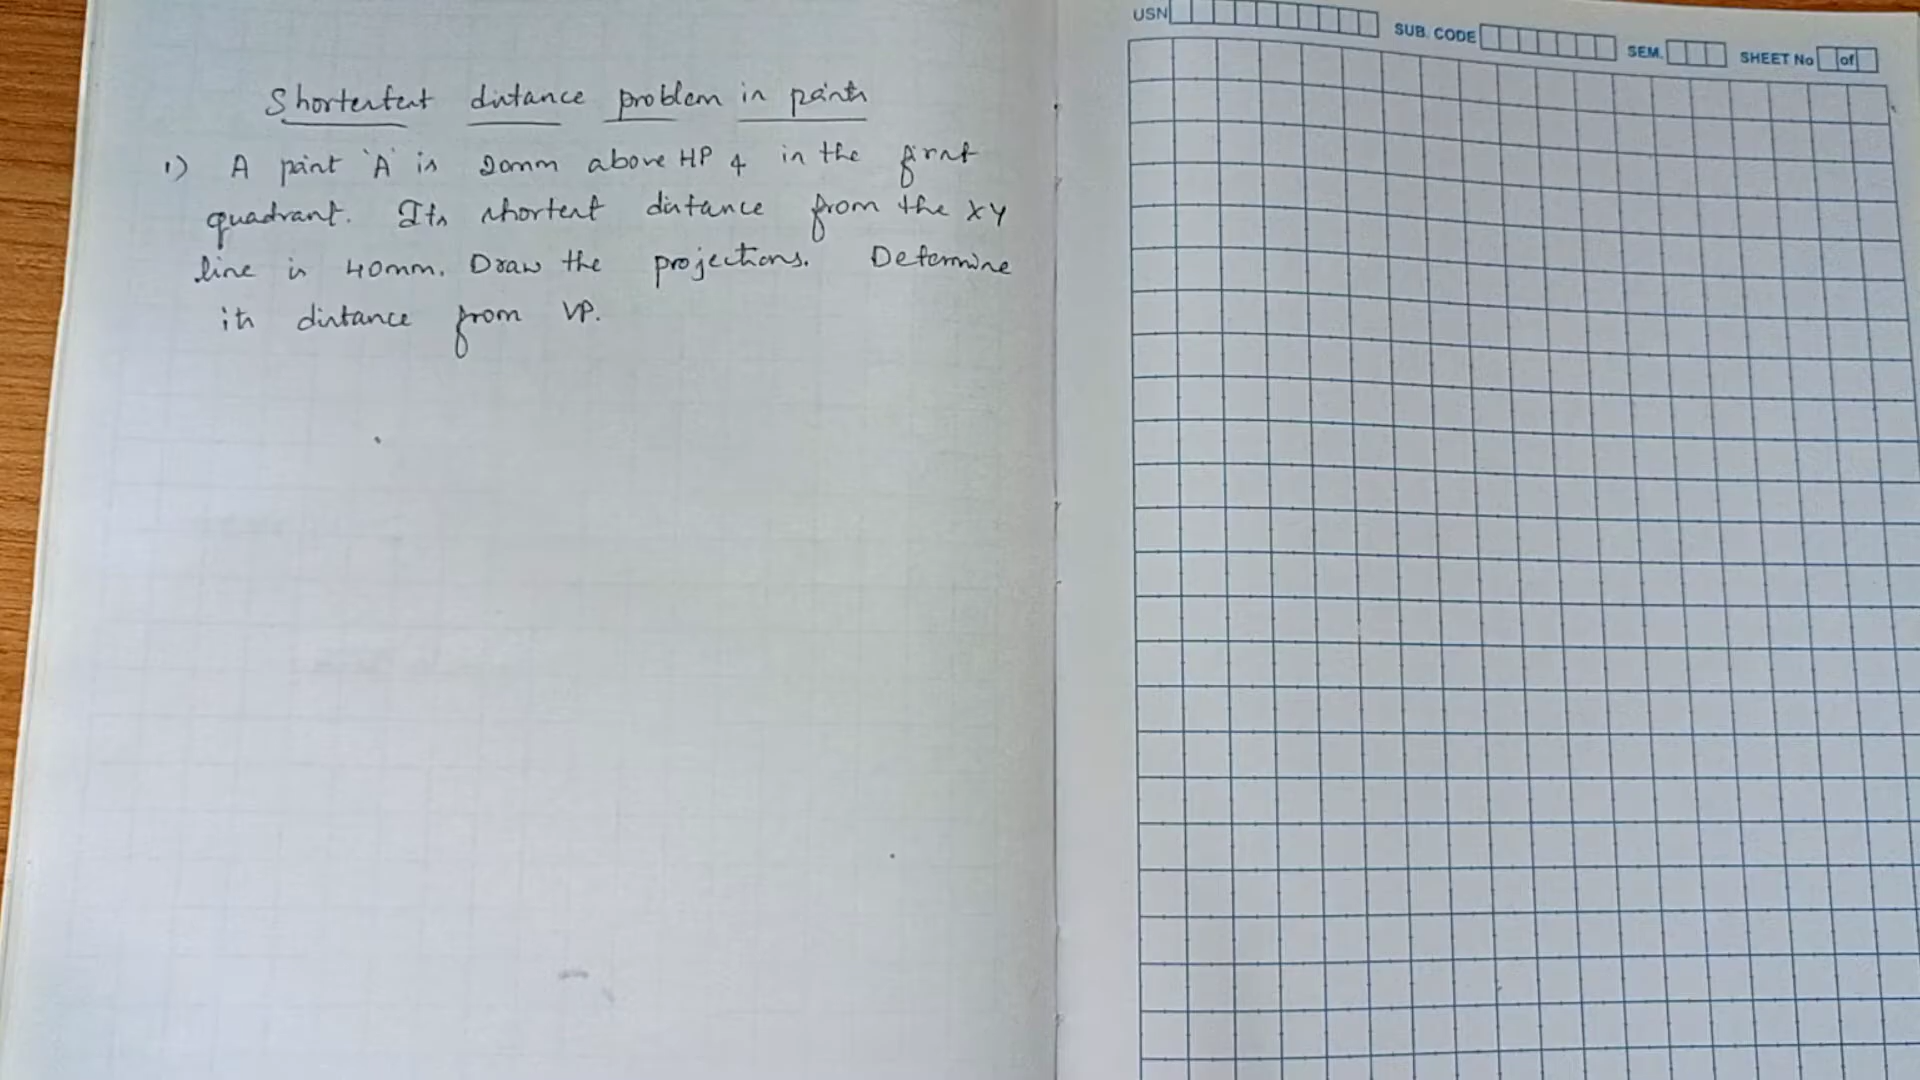 Shortertest distance problem in points
1) A point 'A' is 20mm above HP & in the first
quadrant. Its shortest distance from the XY
line is 40mm. Draw the projections. Determine
its distance from VP.
USN
SUB. CODE
SEM.
SHEET No of